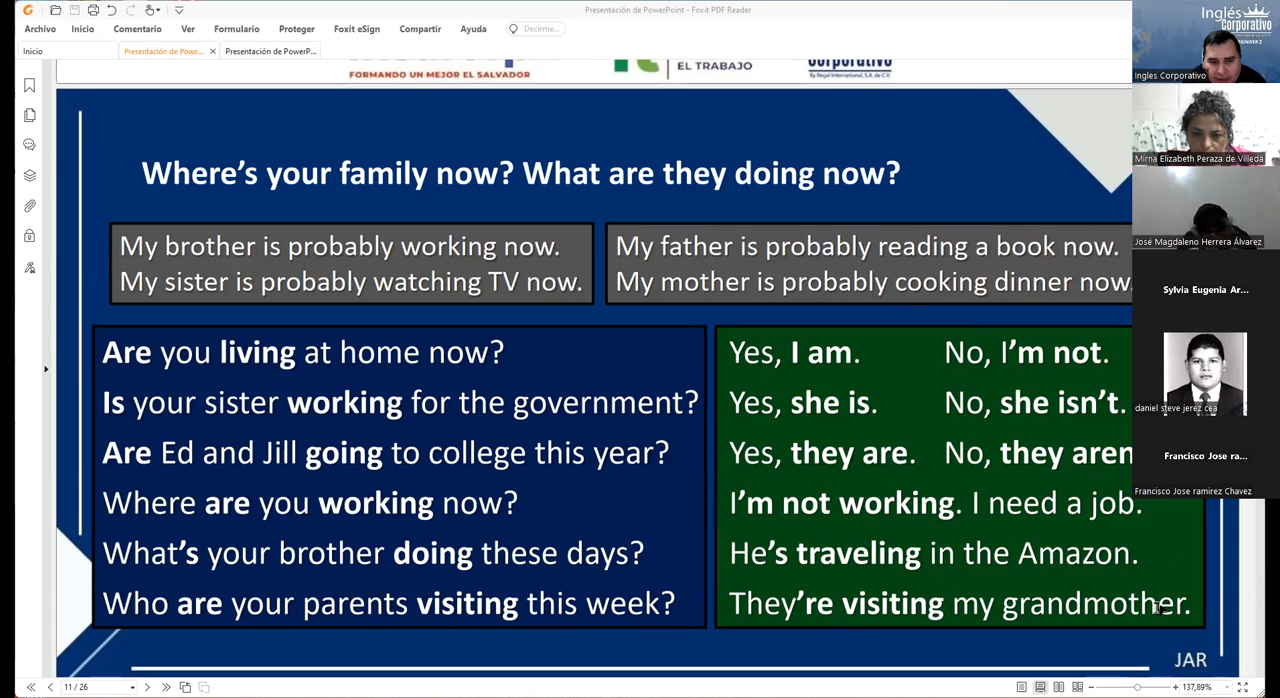 Presentación de PowerPoint - Foxit PDF Reader
Archivo Inicio Comentario Ver Formulario Proteger Foxit eSign Compartir Ayuda Decirme...
Inicio Presentación de Powe... Presentación de PowerP...
FORMANDO UN MEJOR EL SALVADOR
EL TRABAJO
corporativo
By Regal International, S.A. de C.V.
Where's your family now? What are they doing now?
My brother is probably working now.
My sister is probably watching TV now.
My father is probably reading a book now.
My mother is probably cooking dinner now.
Are you living at home now?
Is your sister working for the government?
Are Ed and Jill going to college this year?
Where are you working now?
What's your brother doing these days?
Who are your parents visiting this week?
Yes, I am. No, I'm not.
Yes, she is. No, she isn't.
Yes, they are. No, they aren
I'm not working. I need a job.
He's traveling in the Amazon.
They're visiting my grandmother.
JAR
Inglés
Corporativo
BEGINNER 2
Ingles Corporativo
Mirna Elizabeth Peraza de Villeda
José Magdaleno Herrera Álvarez
Sylvia Eugenia Ar...
daniel steve jerez cea
Francisco Jose ra...
Francisco Jose ramirez Chavez
11 / 26
137,89%